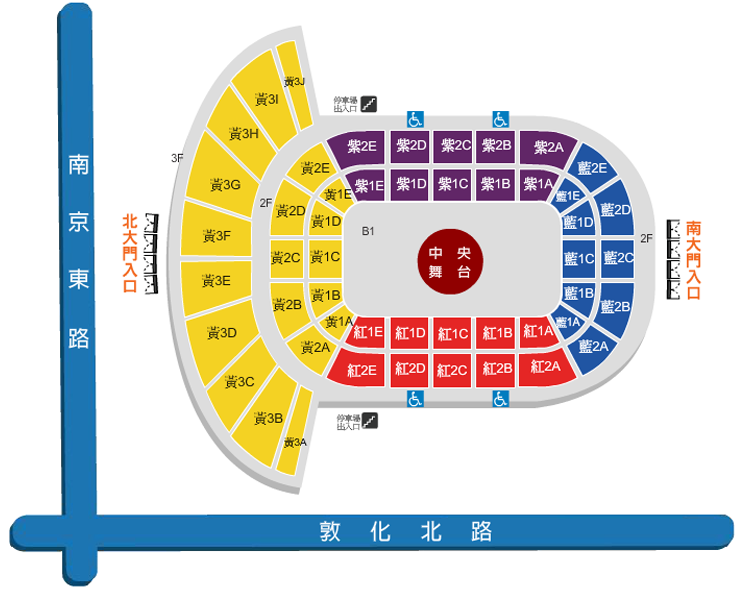 黃3J
停車場
出入口
黃3I
黃3H
紫2E
紫2D
紫2C
紫2B
紫2A
3F
黃2E
藍2E
黃3G
黃1E
紫1E
紫1D
紫1C
紫1B
紫1A
藍1E
2F
黃2D
黃1D
藍1D
藍2D
南京東路
北大門入口
黃3F
B1
2F
南大門入口
中央
舞台
黃2C
黃1C
藍1C
藍2C
黃3E
黃2B
黃1B
藍1B
藍2B
黃1A
藍1A
黃3D
紅1E
紅1D
紅1C
紅1B
紅1A
黃2A
藍2A
黃3C
紅2E
紅2D
紅2C
紅2B
紅2A
黃3B
停車場
出入口
黃3A
敦化北路